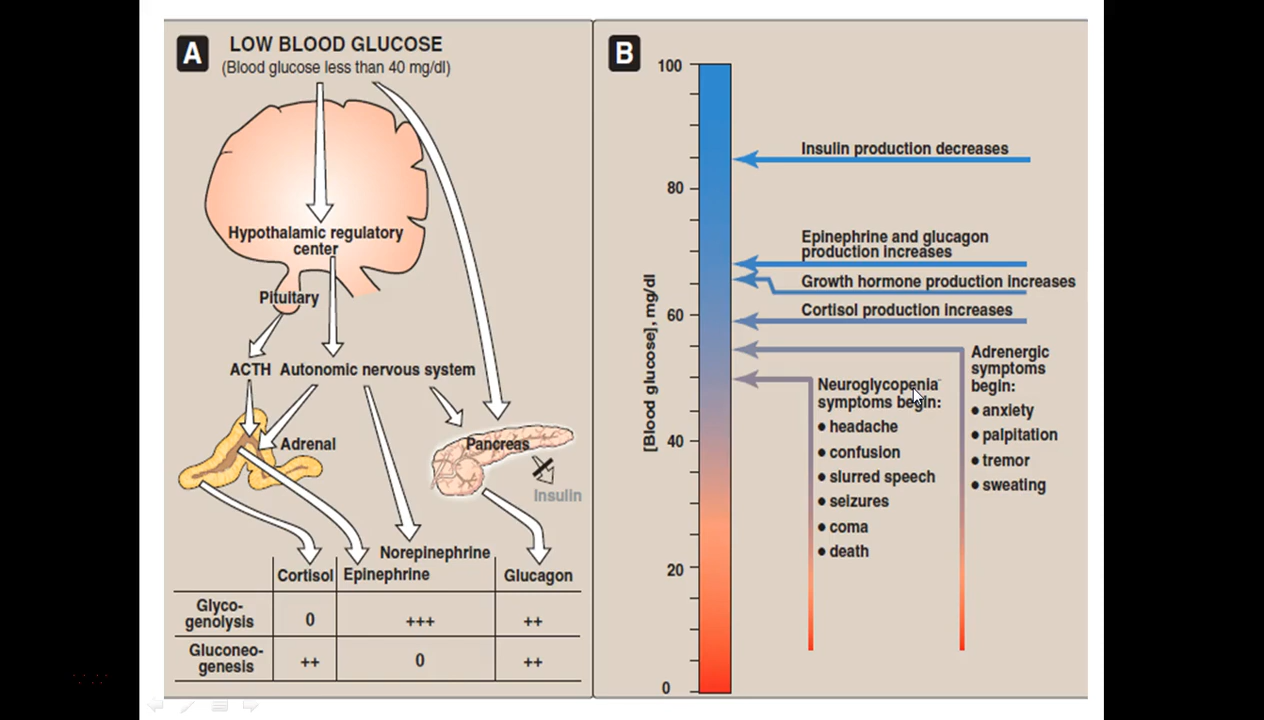 A
LOW BLOOD GLUCOSE
(Blood glucose less than 40 mg/dl)
Hypothalamic regulatory
center
Pituitary
ACTH
Autonomic nervous system
Adrenal
Pancreas
Insulin
Norepinephrine
Cortisol
Epinephrine
Glucagon
Glyco-
genolysis
0
+++
++
Gluconeo-
genesis
++
0
++
B
[Blood glucose], mg/dl
100
80
60
40
20
0
Insulin production decreases
Epinephrine and glucagon
production increases
Growth hormone production increases
Cortisol production increases
Neuroglycopenia
symptoms begin:
• headache
• confusion
• slurred speech
• seizures
• coma
• death
Adrenergic
symptoms
begin:
• anxiety
• palpitation
• tremor
• sweating